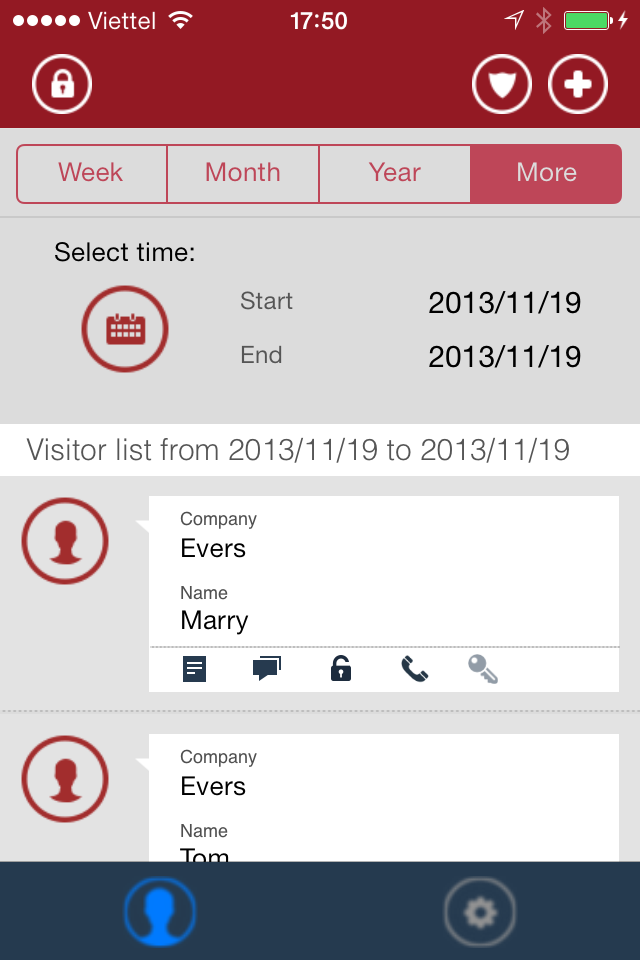 Viettel 17:50
Week Month Year More
Select time:
Start 2013/11/19
End 2013/11/19
Visitor list from 2013/11/19 to 2013/11/19
Company
Evers
Name
Marry
Company
Evers
Name
Tom